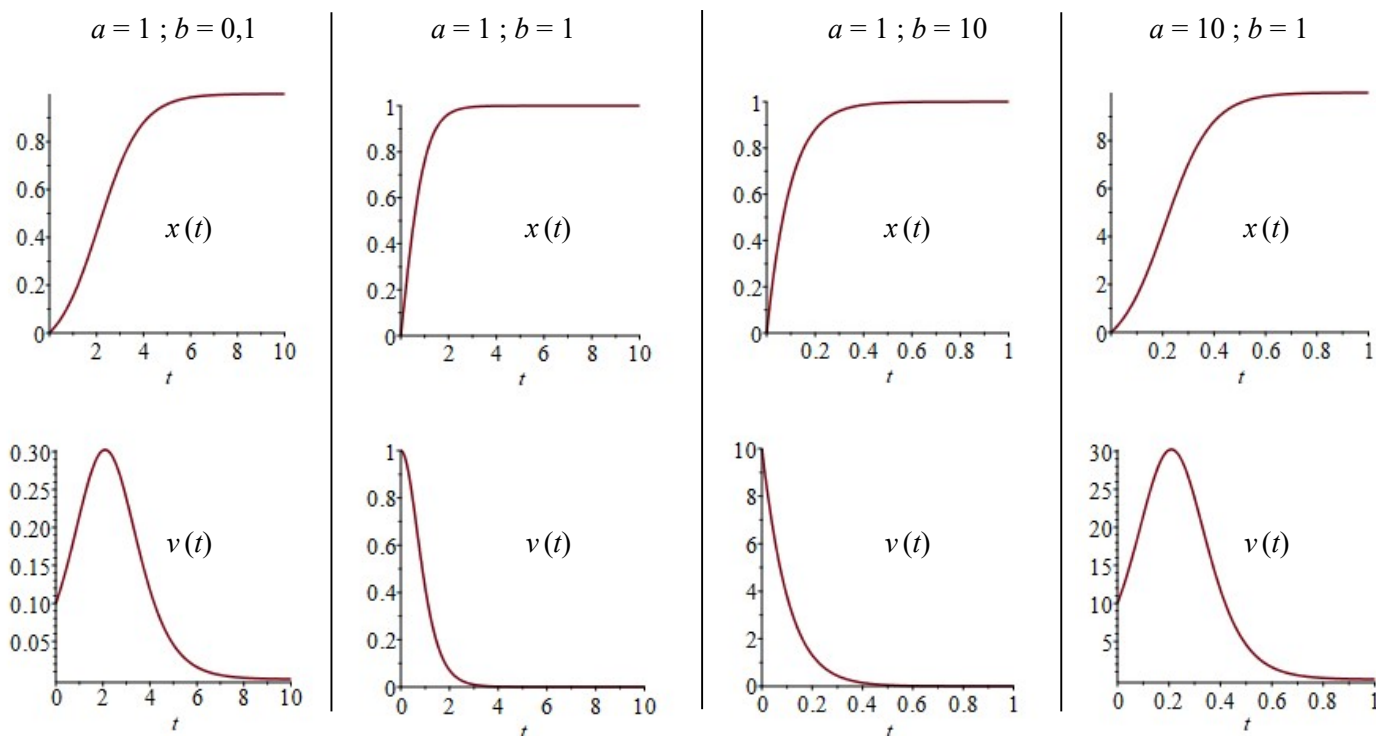 a = 1 ; b = 0,1
a = 1 ; b = 1
a = 1 ; b = 10
a = 10 ; b = 1
0.8
0.6
0.4
0.2
0
2 4 6 8 10
t
x (t)
1
0.8
0.6
0.4
0.2
0
0 2 4 6 8 10
t
x (t)
1
0.8
0.6
0.4
0.2
0
0 0.2 0.4 0.6 0.8 1
t
x (t)
8
6
4
2
0
0.2 0.4 0.6 0.8 1
t
x (t)
0.30
0.25
0.20
0.15
0.10
0.05
0 2 4 6 8 10
t
v (t)
1
0.8
0.6
0.4
0.2
0
0 2 4 6 8 10
t
v (t)
10
8
6
4
2
0
0 0.2 0.4 0.6 0.8 1
t
v (t)
30
25
20
15
10
5
0 0.2 0.4 0.6 0.8 1
t
v (t)